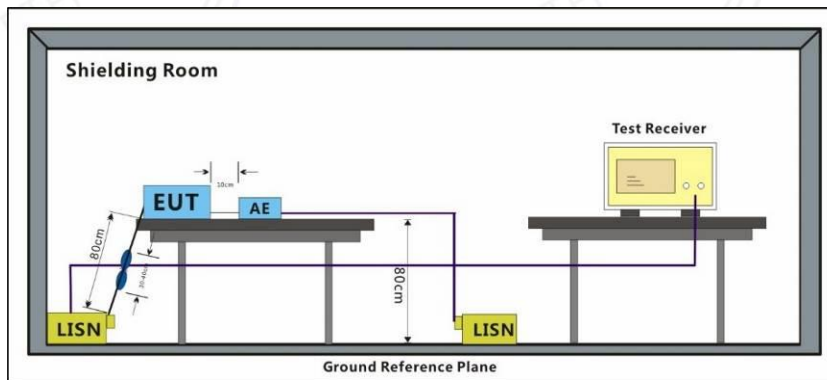 Shielding Room
Test Receiver
10cm
EUT
AE
80cm
80cm
LISN
LISN
Ground Reference Plane